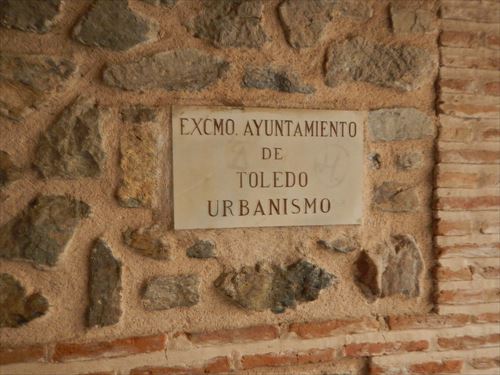 EXCMO. AYUNTAMIENTO
DE
TOLEDO
URBANISMO